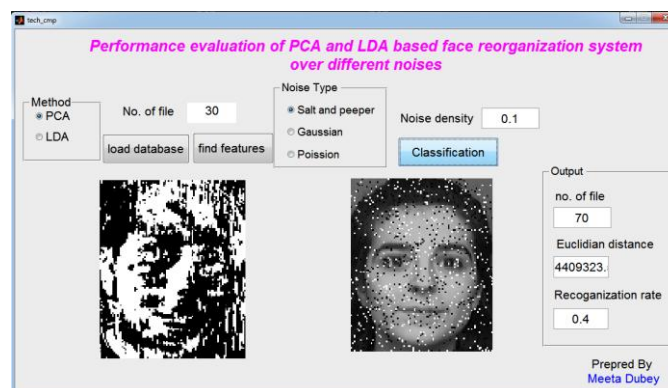 tech_cmp
Performance evaluation of PCA and LDA based face reorganization system
over different noises
Method
PCA
LDA
No. of file 30
load database find features
Noise Type
Salt and peeper
Gaussian
Poission
Noise density 0.1
Classification
Output
no. of file
70
Euclidian distance
4409323.
Recoganization rate
0.4
Prepred By
Meeta Dubey